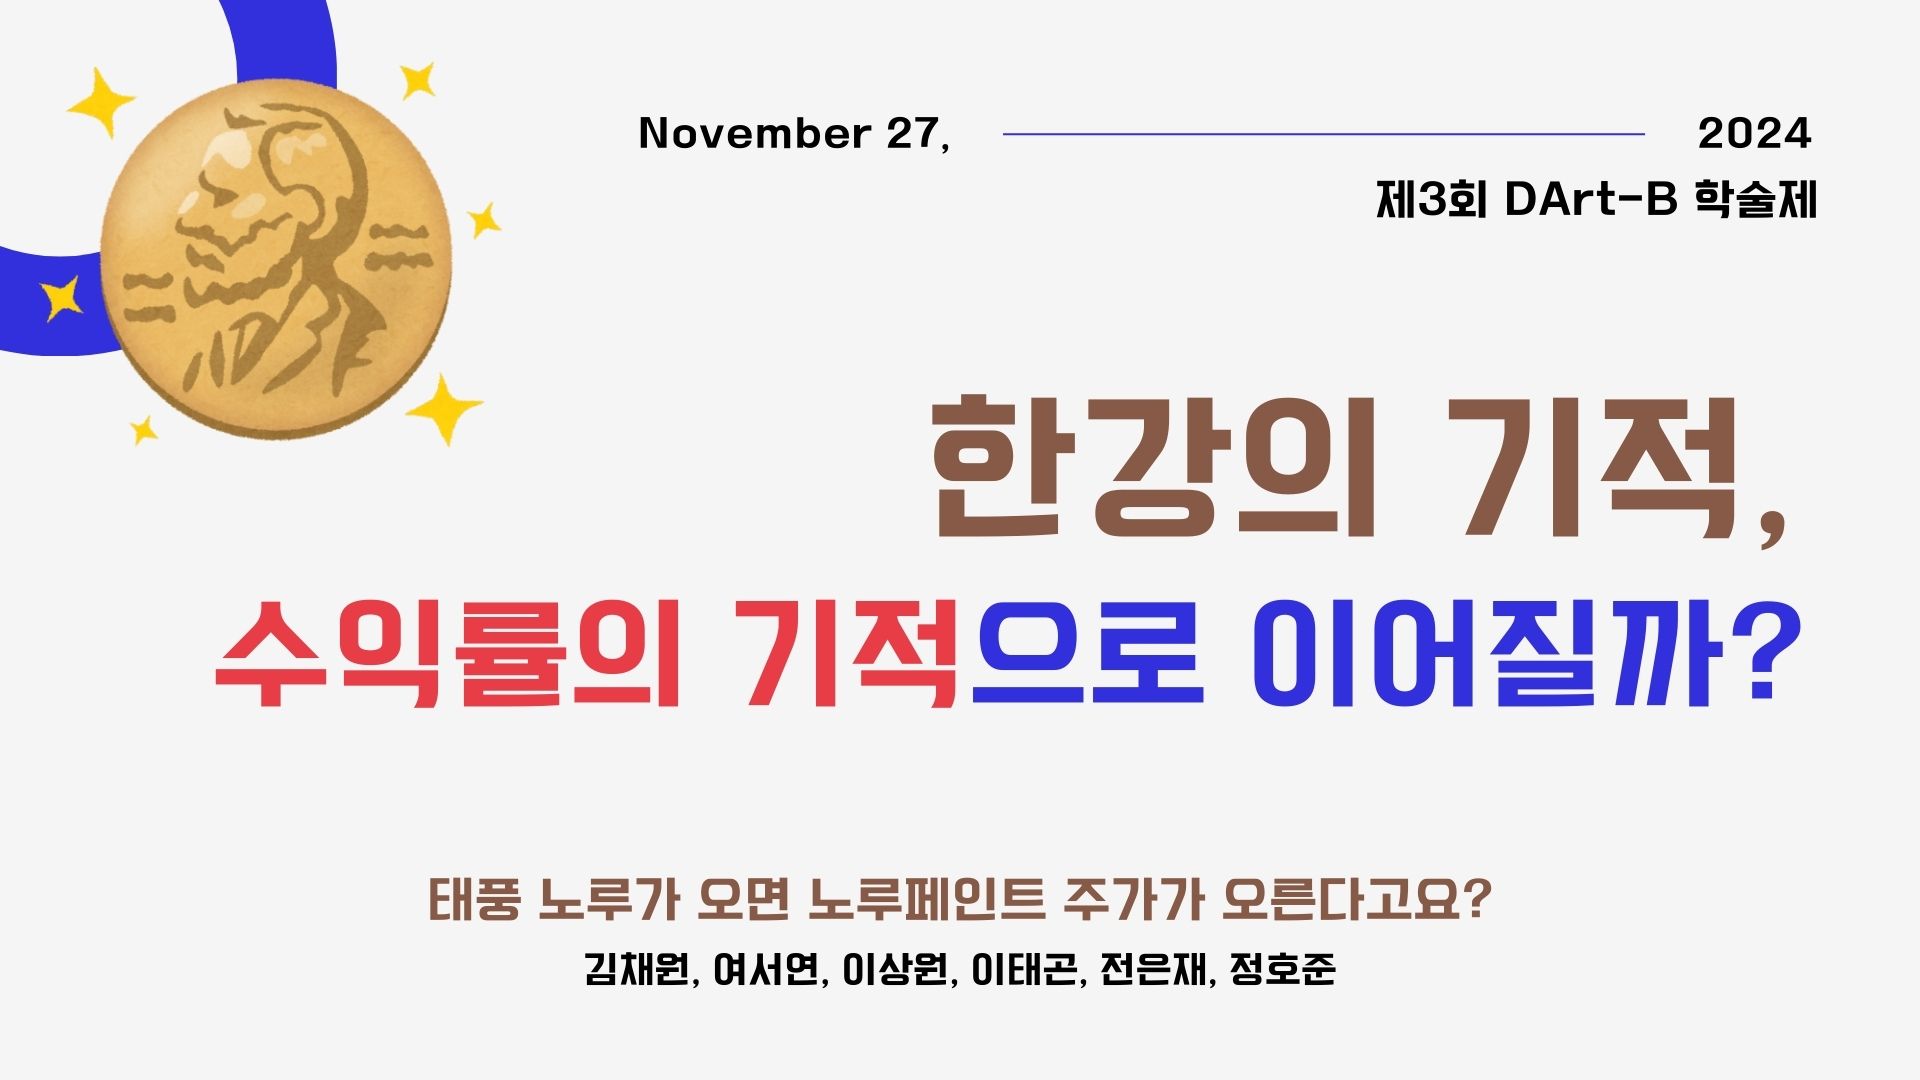 November 27, 2024
제3회 DArt-B 학술제
한강의 기적,
수익률의 기적으로 이어질까?
태풍 노루가 오면 노루페인트 주가가 오른다고요?
김채원, 여서연, 이상원, 이태곤, 전은재, 정호준